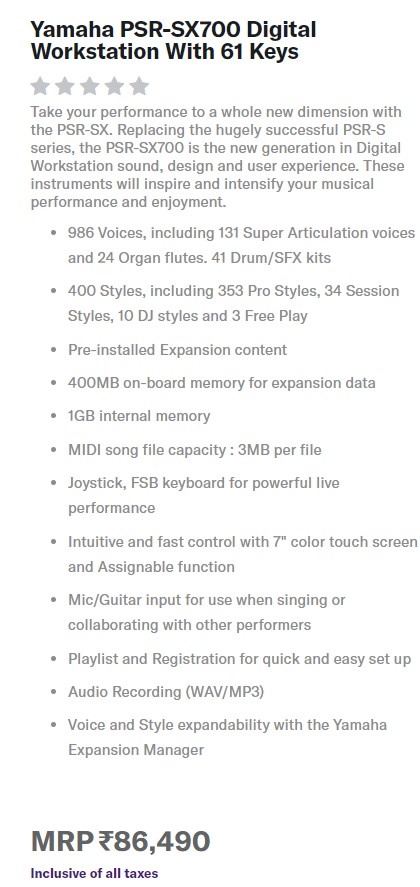 Yamaha PSR-SX700 Digital
Workstation With 61 Keys
Take your performance to a whole new dimension with
the PSR-SX. Replacing the hugely successful PSR-S
series, the PSR-SX700 is the new generation in Digital
Workstation sound, design and user experience. These
instruments will inspire and intensify your musical
performance and enjoyment.
• 986 Voices, including 131 Super Articulation voices
and 24 Organ flutes. 41 Drum/SFX kits
• 400 Styles, including 353 Pro Styles, 34 Session
Styles, 10 DJ styles and 3 Free Play
• Pre-installed Expansion content
• 400MB on-board memory for expansion data
• 1GB internal memory
• MIDI song file capacity : 3MB per file
• Joystick, FSB keyboard for powerful live
performance
• Intuitive and fast control with 7" color touch screen
and Assignable function
• Mic/Guitar input for use when singing or
collaborating with other performers
• Playlist and Registration for quick and easy set up
• Audio Recording (WAV/MP3)
• Voice and Style expandability with the Yamaha
Expansion Manager
MRP ₹86,490
Inclusive of all taxes